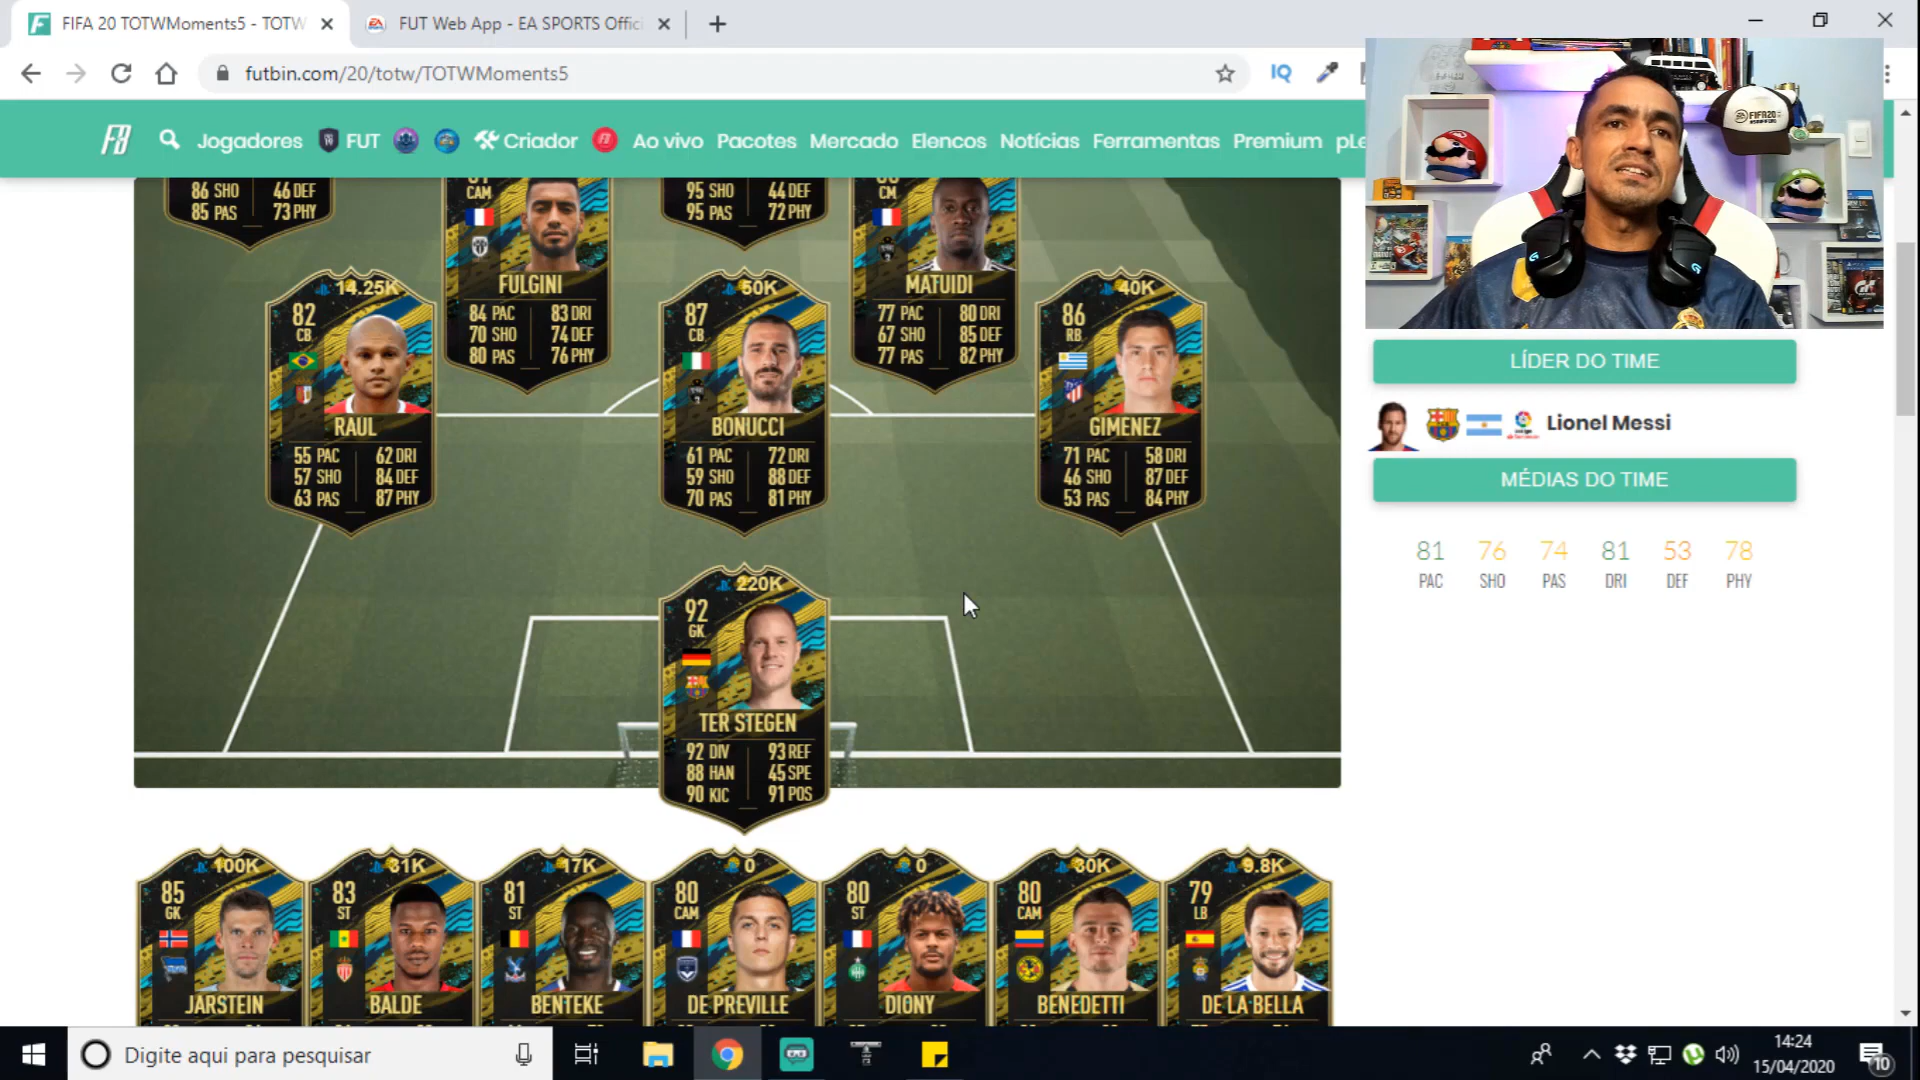 FIFA 20 TOTWMoments5 - TOTW
FUT Web App - EA SPORTS Offici
futbin.com/20/totw/TOTWMoments5
IQ
Jogadores
FUT
Criador
Ao vivo
Pacotes
Mercado
Elencos
Notícias
Ferramentas
Premium
pLe
86 SHO 46 DEF
85 PAS 73 PHY
CAM
FULGINI
84 PAC 83 DRI
70 SHO 74 DEF
80 PAS 76 PHY
95 SHO 44 DEF
95 PAS 72 PHY
CM
MATUIDI
77 PAC 80 DRI
67 SHO 85 DEF
77 PAS 82 PHY
14.25K
82
CB
RAUL
55 PAC 62 DRI
57 SHO 84 DEF
63 PAS 87 PHY
50K
87
CB
BONUCCI
61 PAC 72 DRI
59 SHO 88 DEF
70 PAS 81 PHY
40K
86
RB
GIMENEZ
71 PAC 58 DRI
46 SHO 87 DEF
53 PAS 84 PHY
220K
92
GK
TER STEGEN
92 DIV 93 REF
88 HAN 45 SPE
90 KIC 91 POS
100K
85
GK
JARSTEIN
31K
83
ST
BALDE
17K
81
ST
BENTEKE
0
80
CAM
DE PREVILLE
0
80
ST
DIONY
30K
80
CAM
BENEDETTI
9.8K
79
LB
DE LA BELLA
FIFA20
LÍDER DO TIME
Lionel Messi
MÉDIAS DO TIME
81 76 74 81 53 78
PAC SHO PAS DRI DEF PHY
Digite aqui para pesquisar
14:24
15/04/2020
10